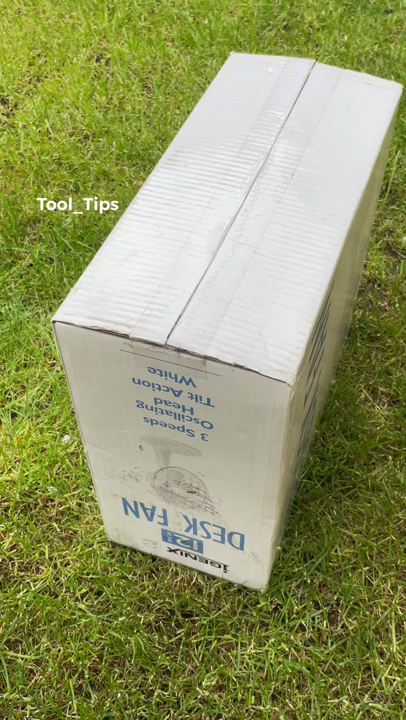 Tool_Tips
iGENIX
12
DESK FAN
3 Speeds
Oscillating
Head
Tilt Action
White